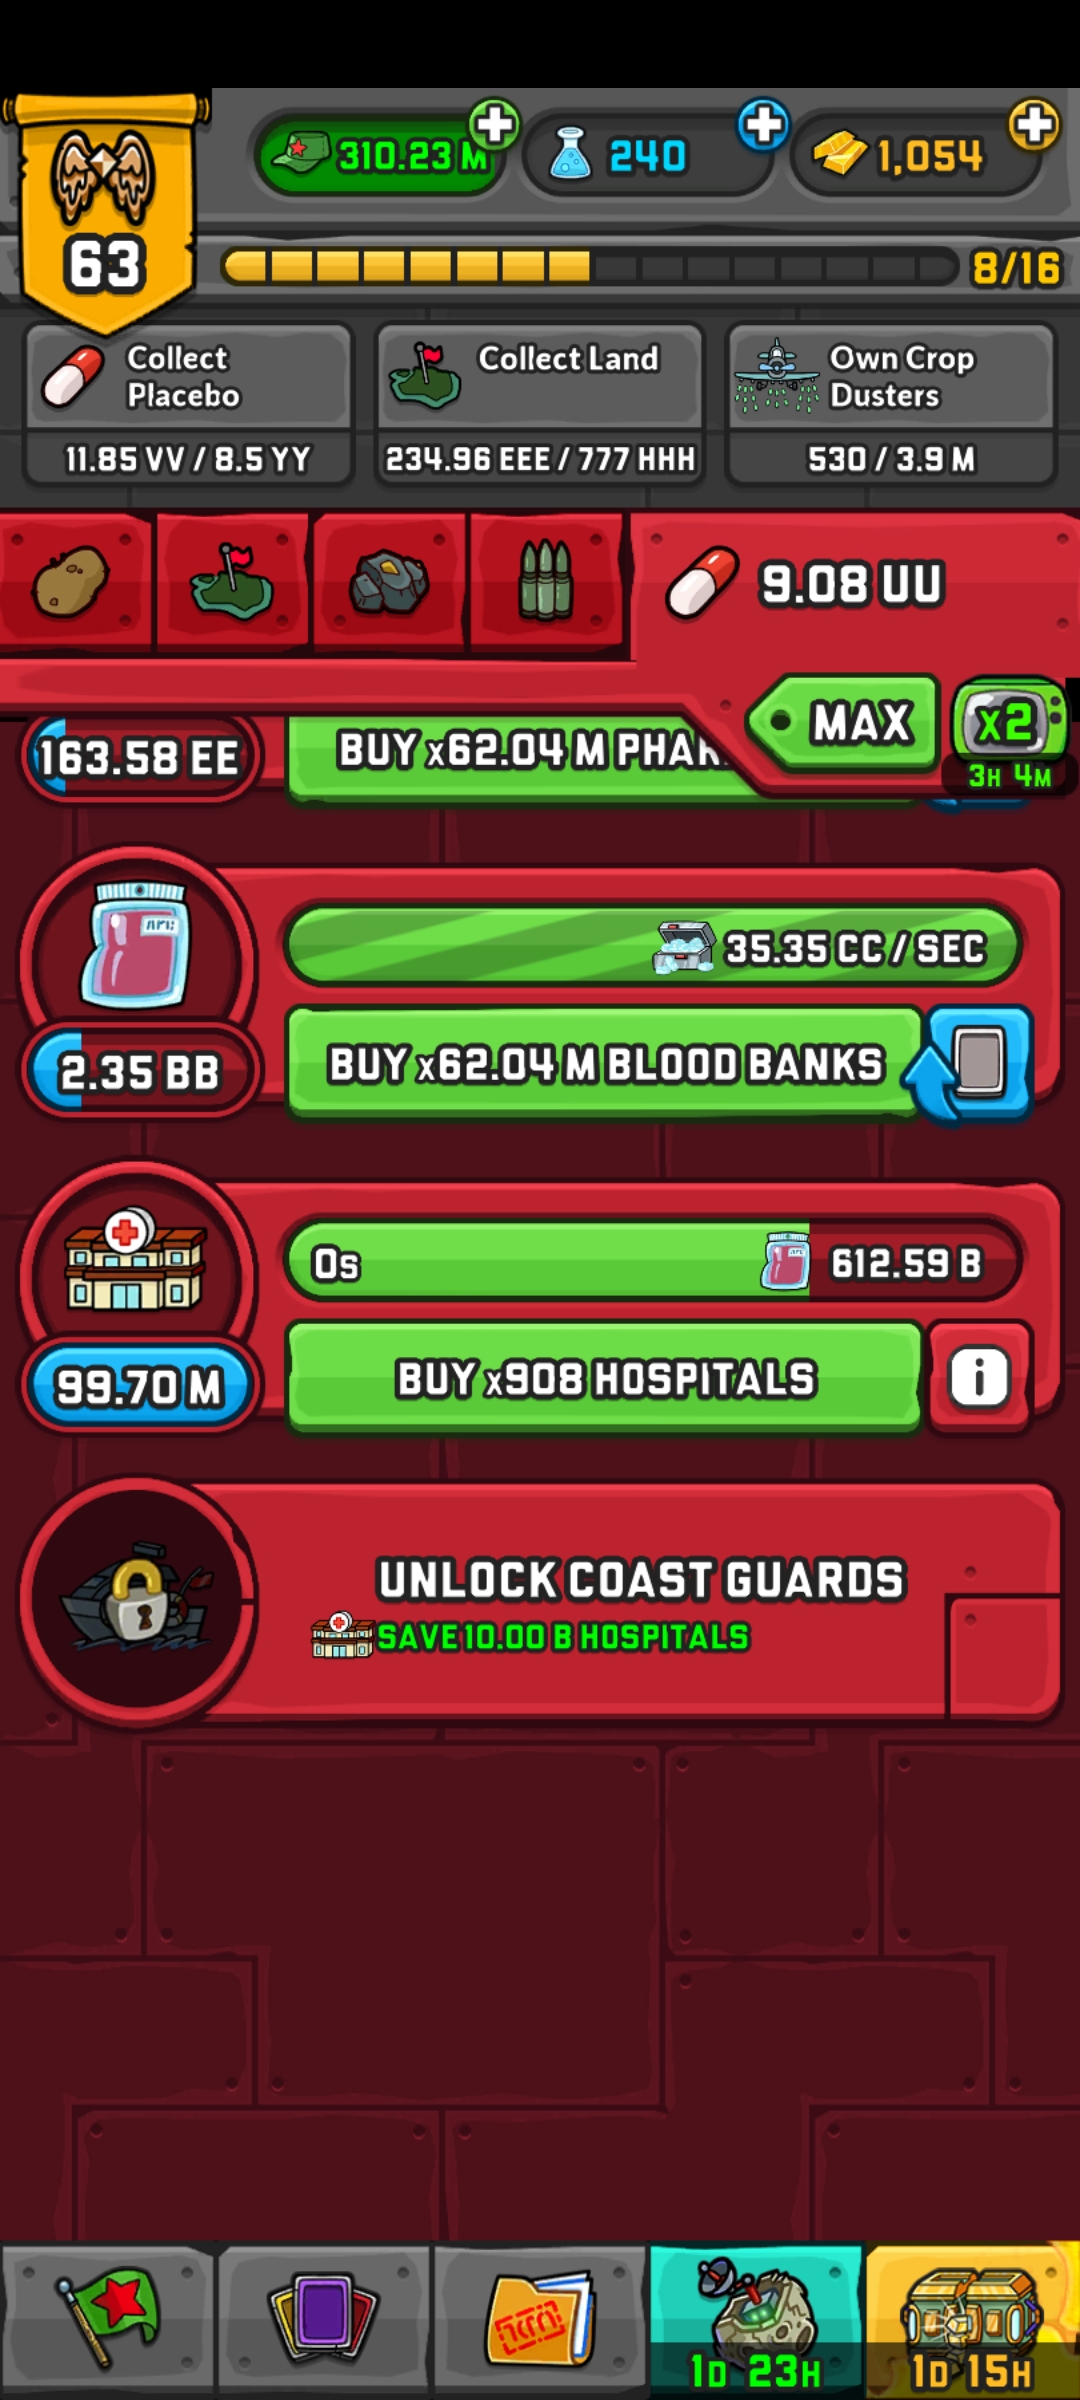 310.23 M
240
1,054
63
8/16
Collect
Placebo
11.85 VV / 8.5 YY
Collect Land
234.96 EEE / 777 HHH
Own Crop
Dusters
530 / 3.9 M
9.08 UU
MAX
x2
3H 4M
163.58 EE
BUY x62.04 M PHAR
35.35 CC / SEC
2.35 BB
BUY x62.04 M BLOOD BANKS
0s
612.59 B
99.70 M
BUY x908 HOSPITALS
i
UNLOCK COAST GUARDS
SAVE 10.00 B HOSPITALS
1D 23H
1D 15H